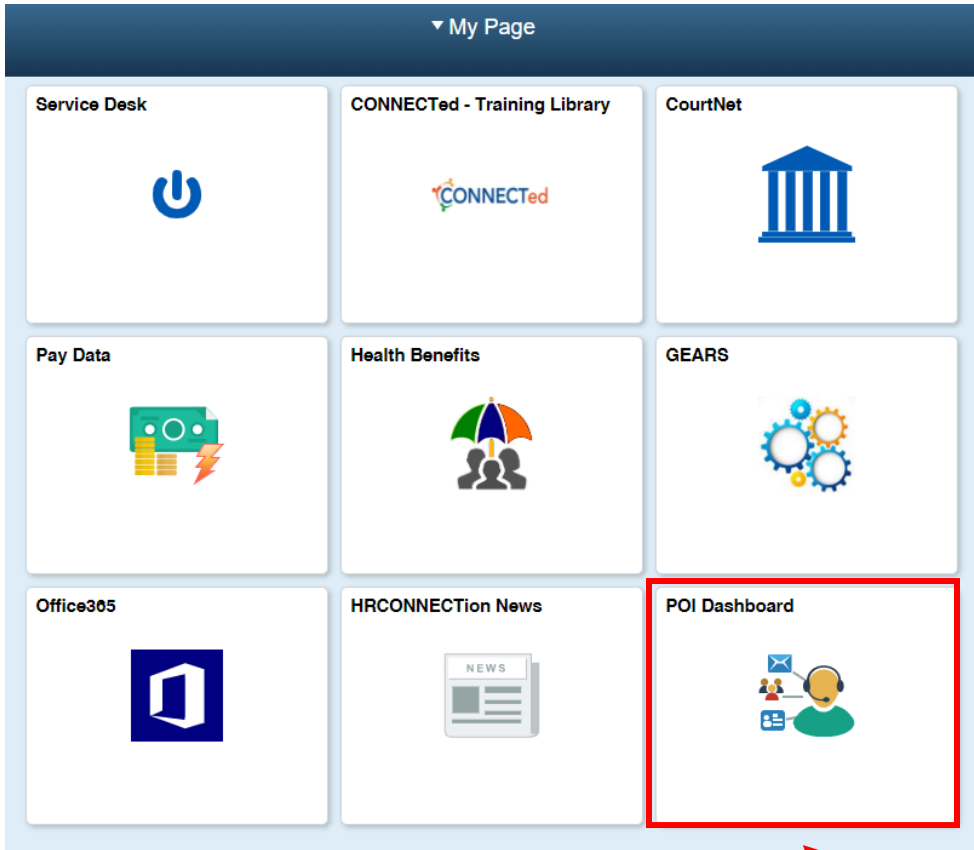 My Page
Service Desk
CONNECTed - Training Library
CourtNet
CONNECTed
Pay Data
Health Benefits
GEARS
Office365
HRCONNECTion News
POI Dashboard
NEWS